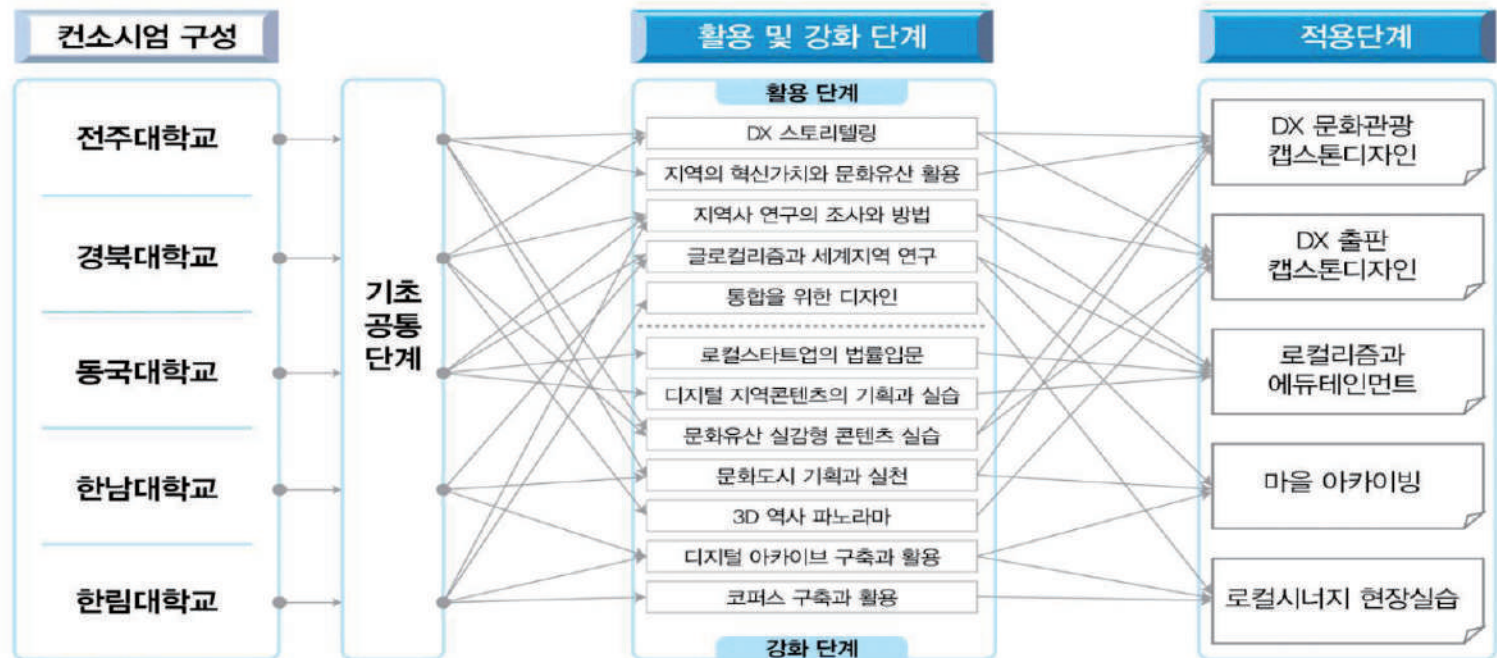 컨소시엄 구성
전주대학교
경북대학교
동국대학교
한남대학교
한림대학교
기초
공통
단계
활용 및 강화 단계
활용 단계
DX 스토리텔링
지역의 혁신가치와 문화유산 활용
지역사 연구의 조사와 방법
글로컬리즘과 세계지역 연구
통합을 위한 디자인
로컬스타트업의 법률입문
디지털 지역콘텐츠의 기획과 실습
문화유산 실감형 콘텐츠 실습
문화도시 기획과 실천
3D 역사 파노라마
디지털 아카이브 구축과 활용
코퍼스 구축과 활용
강화 단계
적용단계
DX 문화관광
캡스톤디자인
DX 출판
캡스톤디자인
로컬리즘과
에듀테인먼트
마을 아카이빙
로컬시너지 현장실습